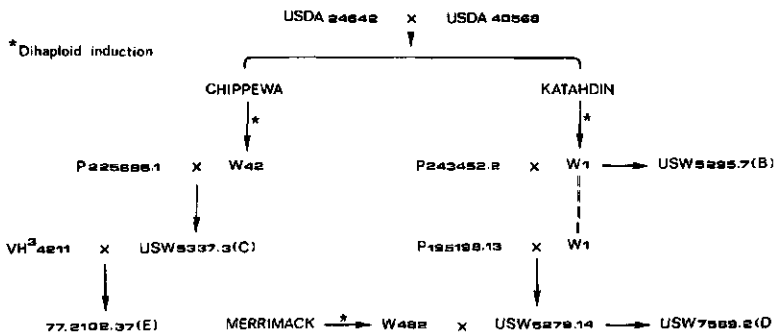 USDA 24642 × USDA 40568
*Dihaploid induction
CHIPPEWA KATAHDIN
* *
P225686.1 × W42 P243452.2 × W1 USW5295.7(B)
VH³4211 × USW5337.3(C) P195198.13 × W1
77.2102.37(E) MERRIMACK * W482 × USW5279.14 USW7589.2(D